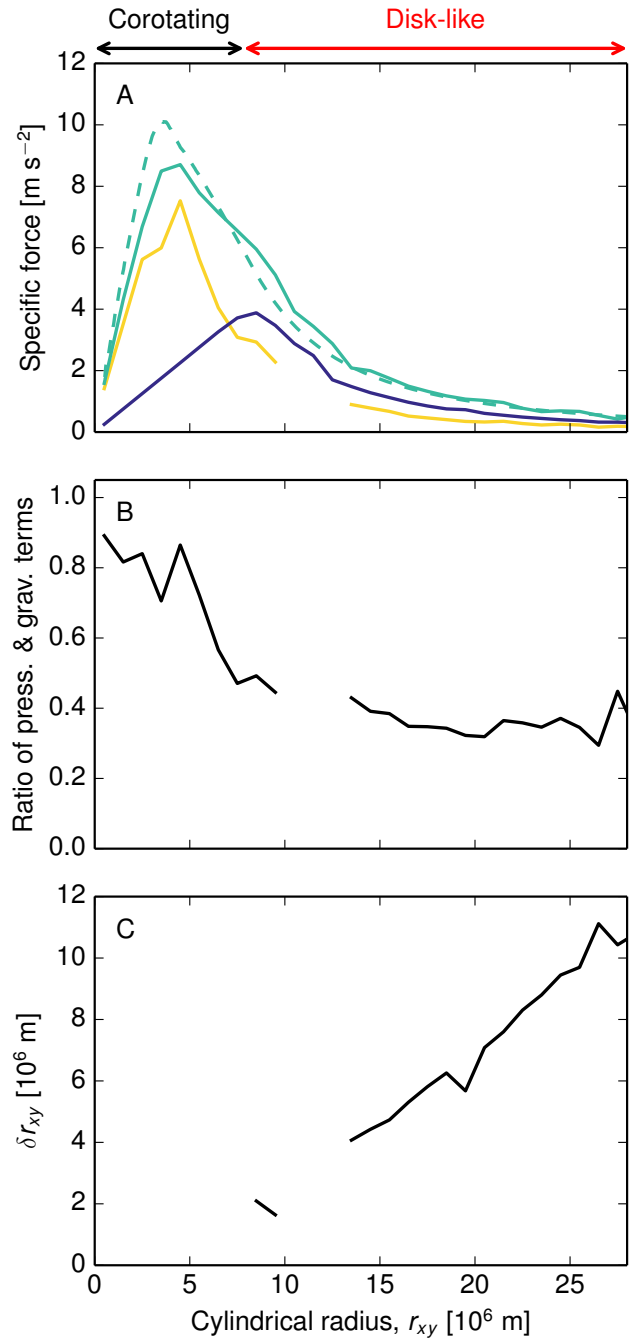 Corotating Disk-like
A
Specific force [m s⁻²]
12
10
8
6
4
2
0
B
Ratio of press. & grav. terms
1.0
0.8
0.6
0.4
0.2
0.0
C
δr_xy [10⁶ m]
12
10
8
6
4
2
0
0 5 10 15 20 25
Cylindrical radius, r_xy [10⁶ m]